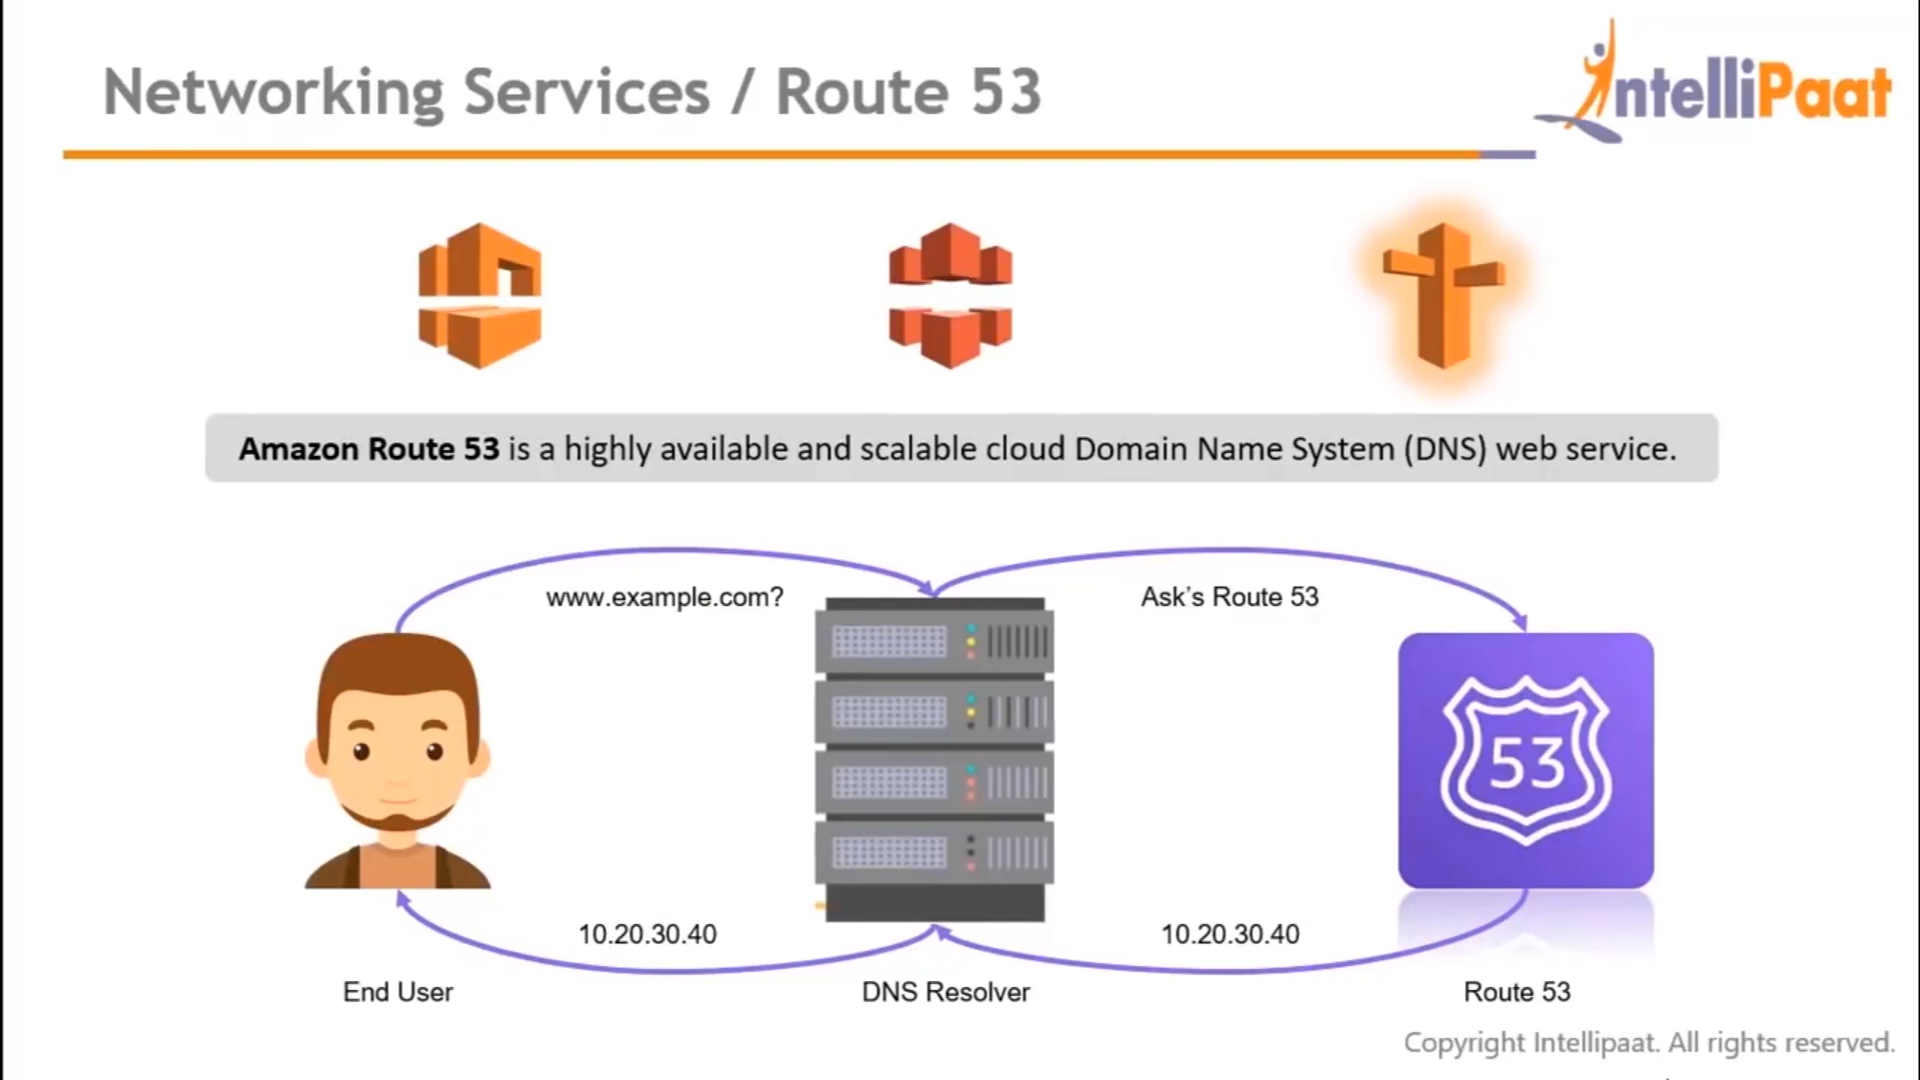 Networking Services / Route 53
IntelliPaat
Amazon Route 53 is a highly available and scalable cloud Domain Name System (DNS) web service.
www.example.com?
Ask's Route 53
53
10.20.30.40
10.20.30.40
End User
DNS Resolver
Route 53
Copyright Intellipaat. All rights reserved.